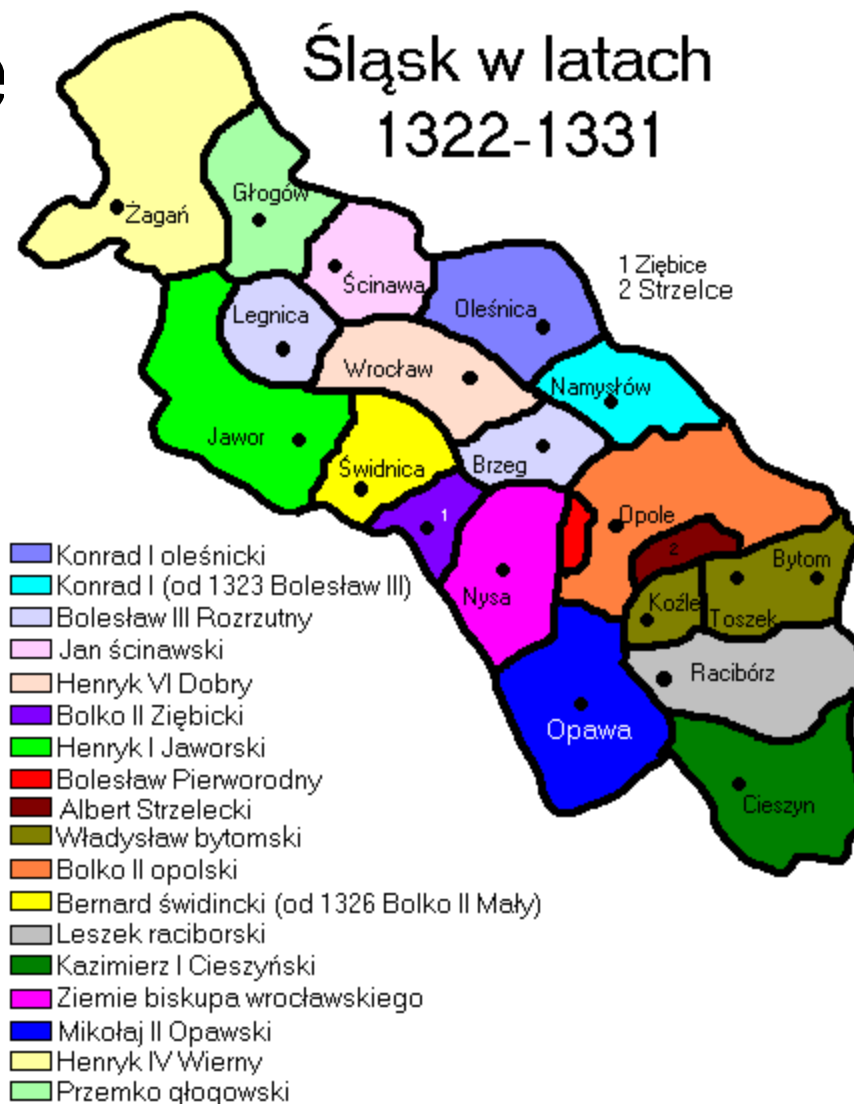 e
Śląsk w latach
1322-1331
Głogów
Żagań
Ścinawa
1 Ziębice
2 Strzelce
Oleśnica
Legnica
Wrocław
Namysłów
Jawor
Świdnica
Brzeg
1
Opole
2
Bytom
Nysa
Koźle
Toszek
Racibórz
Opawa
Cieszyn
Konrad I oleśnicki
Konrad I (od 1323 Bolesław III)
Bolesław III Rozrzutny
Jan ścinawski
Henryk VI Dobry
Bolko II Ziębicki
Henryk I Jaworski
Bolesław Pierworodny
Albert Strzelecki
Władysław bytomski
Bolko II opolski
Bernard świdincki (od 1326 Bolko II Mały)
Leszek raciborski
Kazimierz I Cieszyński
Ziemie biskupa wrocławskiego
Mikołaj II Opawski
Henryk IV Wierny
Przemko głogowski